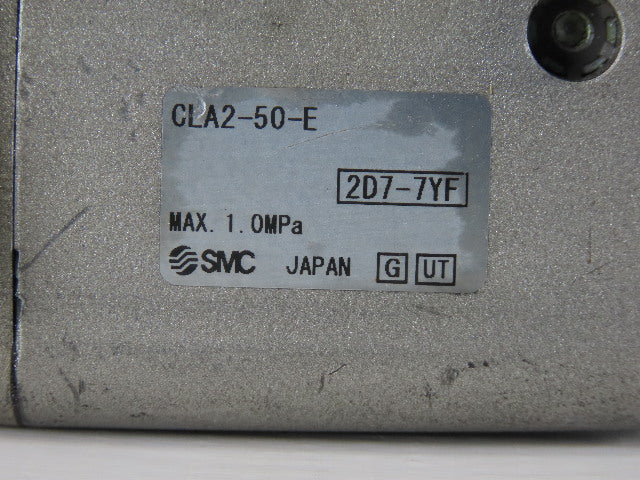 CLA2-50-E
2D7-7YF
MAX. 1.0MPa
SMC JAPAN G UT